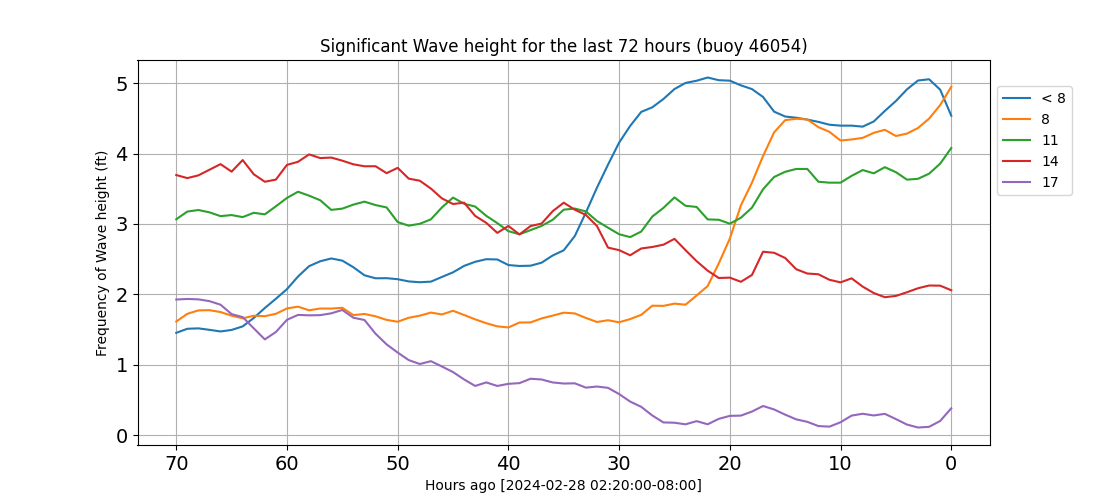 Significant Wave height for the last 72 hours (buoy 46054)
Frequency of Wave height (ft)
5
4
3
2
1
0
70 60 50 40 30 20 10 0
Hours ago [2024-02-28 02:20:00-08:00]
< 8
8
11
14
17